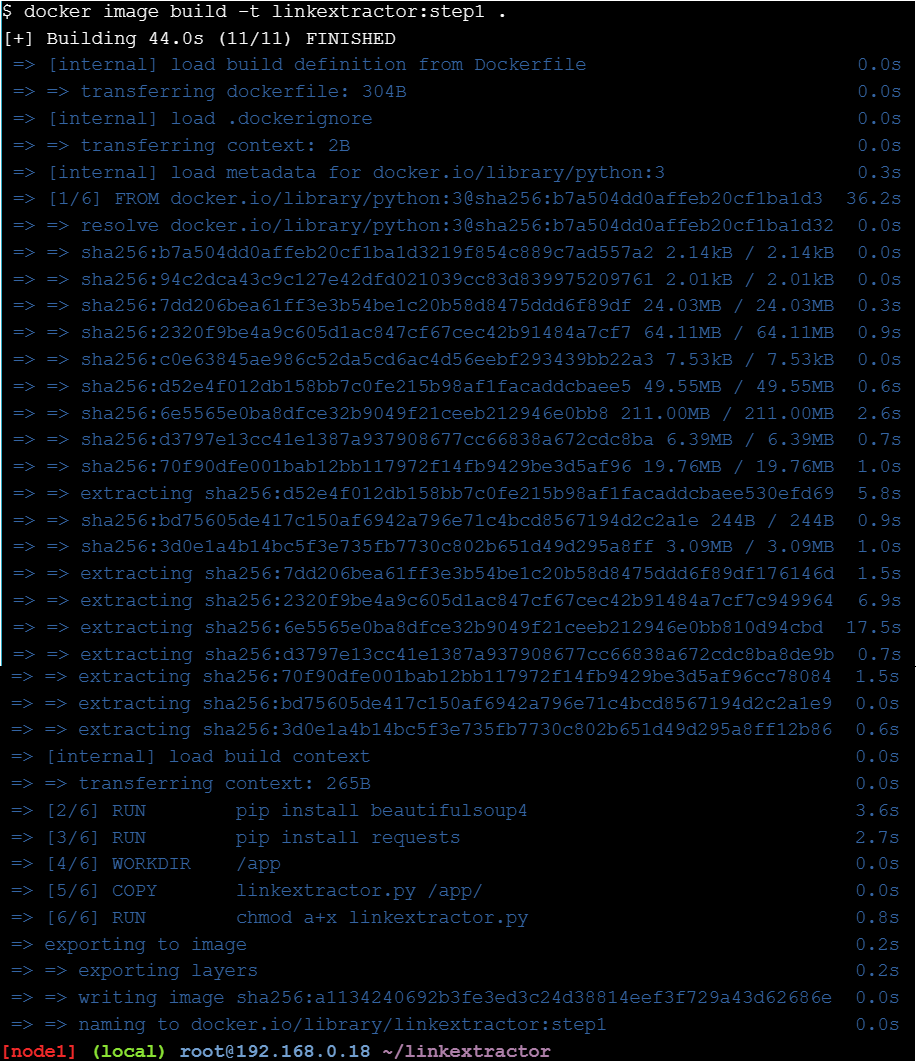 $ docker image build -t linkextractor:step1 .
[+] Building 44.0s (11/11) FINISHED
=> [internal] load build definition from Dockerfile 0.0s
=> => transferring dockerfile: 304B 0.0s
=> [internal] load .dockerignore 0.0s
=> => transferring context: 2B 0.0s
=> [internal] load metadata for docker.io/library/python:3 0.3s
=> [1/6] FROM docker.io/library/python:3@sha256:b7a504dd0affeb20cf1ba1d3 36.2s
=> => resolve docker.io/library/python:3@sha256:b7a504dd0affeb20cf1ba1d32 0.0s
=> => sha256:b7a504dd0affeb20cf1ba1d3219f854c889c7ad557a2 2.14kB / 2.14kB 0.0s
=> => sha256:94c2dca43c9c127e42dfd021039cc83d839975209761 2.01kB / 2.01kB 0.0s
=> => sha256:7dd206bea61ff3e3b54be1c20b58d8475ddd6f89df 24.03MB / 24.03MB 0.3s
=> => sha256:2320f9be4a9c605d1ac847cf67cec42b91484a7cf7 64.11MB / 64.11MB 0.9s
=> => sha256:c0e63845ae986c52da5cd6ac4d56eebf293439bb22a3 7.53kB / 7.53kB 0.0s
=> => sha256:d52e4f012db158bb7c0fe215b98af1facaddcbaee5 49.55MB / 49.55MB 0.6s
=> => sha256:6e5565e0ba8dfce32b9049f21ceeb212946e0bb8 211.00MB / 211.00MB 2.6s
=> => sha256:d3797e13cc41e1387a937908677cc66838a672cdc8ba 6.39MB / 6.39MB 0.7s
=> => sha256:70f90dfe001bab12bb117972f14fb9429be3d5af96 19.76MB / 19.76MB 1.0s
=> => extracting sha256:d52e4f012db158bb7c0fe215b98af1facaddcbaee530efd69 5.8s
=> => sha256:bd75605de417c150af6942a796e71c4bcd8567194d2c2a1e 244B / 244B 0.9s
=> => sha256:3d0e1a4b14bc5f3e735fb7730c802b651d49d295a8ff 3.09MB / 3.09MB 1.0s
=> => extracting sha256:7dd206bea61ff3e3b54be1c20b58d8475ddd6f89df176146d 1.5s
=> => extracting sha256:2320f9be4a9c605d1ac847cf67cec42b91484a7cf7c949964 6.9s
=> => extracting sha256:6e5565e0ba8dfce32b9049f21ceeb212946e0bb810d94cbd 17.5s
=> => extracting sha256:d3797e13cc41e1387a937908677cc66838a672cdc8ba8de9b 0.7s
=> => extracting sha256:70f90dfe001bab12bb117972f14fb9429be3d5af96cc78084 1.5s
=> => extracting sha256:bd75605de417c150af6942a796e71c4bcd8567194d2c2a1e9 0.0s
=> => extracting sha256:3d0e1a4b14bc5f3e735fb7730c802b651d49d295a8ff12b86 0.6s
=> [internal] load build context 0.0s
=> => transferring context: 265B 0.0s
=> [2/6] RUN pip install beautifulsoup4 3.6s
=> [3/6] RUN pip install requests 2.7s
=> [4/6] WORKDIR /app 0.0s
=> [5/6] COPY linkextractor.py /app/ 0.0s
=> [6/6] RUN chmod a+x linkextractor.py 0.8s
=> exporting to image 0.2s
=> => exporting layers 0.2s
=> => writing image sha256:a1134240692b3fe3ed3c24d38814eef3f729a43d62686e 0.0s
=> => naming to docker.io/library/linkextractor:step1 0.0s
[node1] (local) root@192.168.0.18 ~/linkextractor